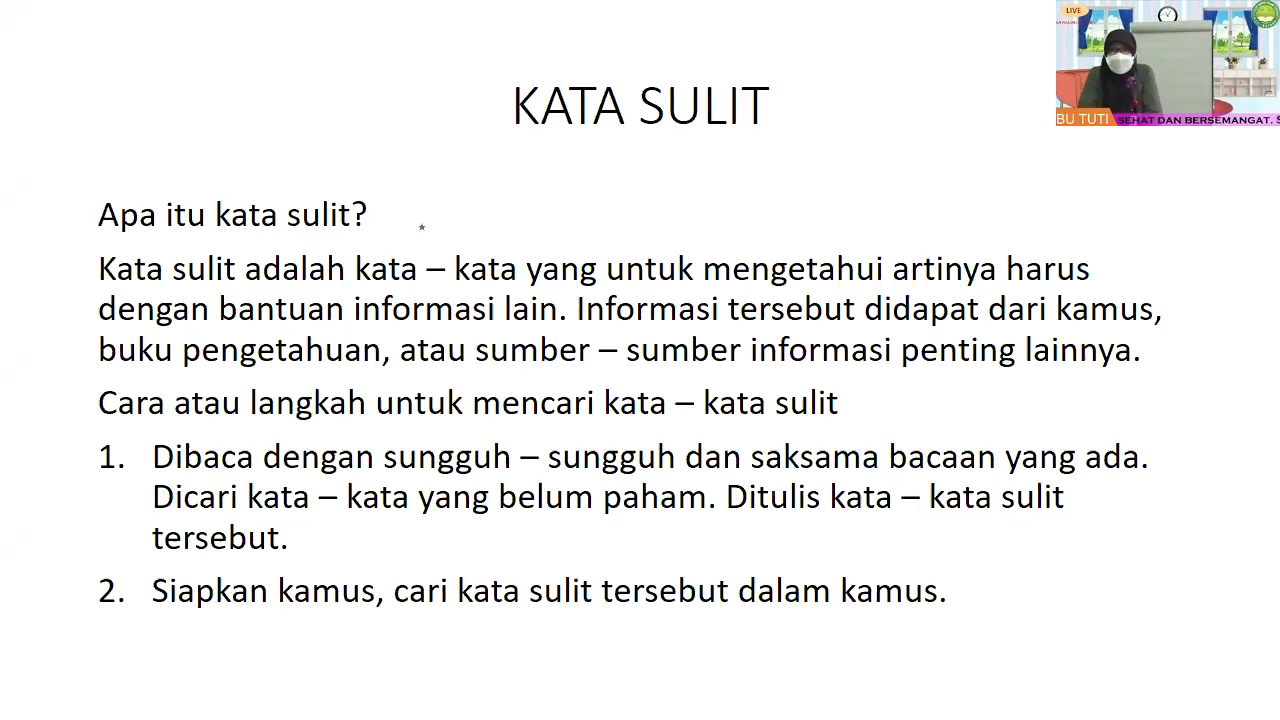 KATA SULIT
Apa itu kata sulit?
Kata sulit adalah kata – kata yang untuk mengetahui artinya harus
dengan bantuan informasi lain. Informasi tersebut didapat dari kamus,
buku pengetahuan, atau sumber – sumber informasi penting lainnya.
Cara atau langkah untuk mencari kata – kata sulit
1. Dibaca dengan sungguh – sungguh dan saksama bacaan yang ada.
Dicari kata – kata yang belum paham. Ditulis kata – kata sulit
tersebut.
2. Siapkan kamus, cari kata sulit tersebut dalam kamus.
LIVE
BU TUTI
SEHAT DAN BERSEMANGAT. S